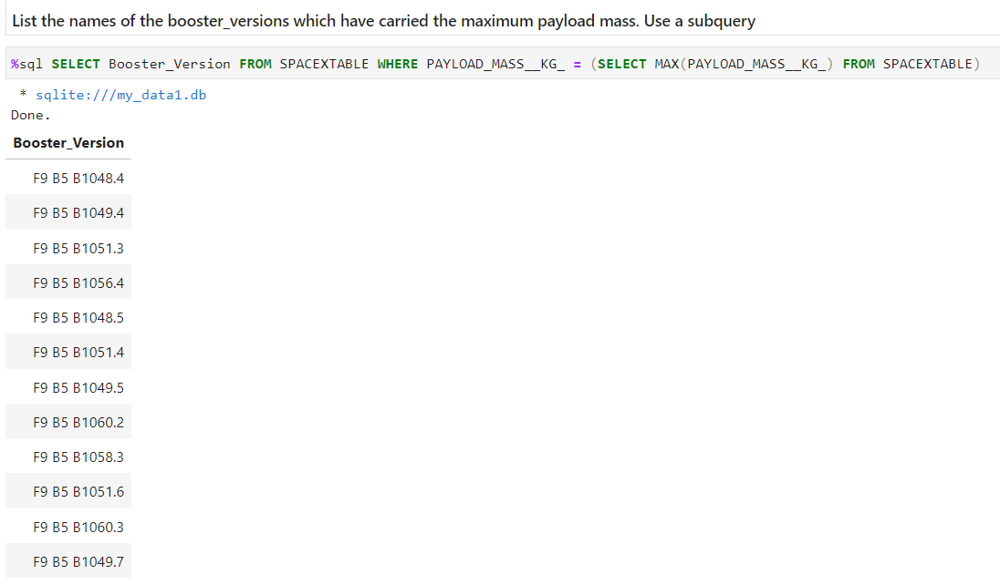 List the names of the booster_versions which have carried the maximum payload mass. Use a subquery
%sql SELECT Booster_Version FROM SPACEXTABLE WHERE PAYLOAD_MASS__KG_ = (SELECT MAX(PAYLOAD_MASS__KG_) FROM SPACEXTABLE)
* sqlite:///my_data1.db
Done.
Booster_Version
F9 B5 B1048.4
F9 B5 B1049.4
F9 B5 B1051.3
F9 B5 B1056.4
F9 B5 B1048.5
F9 B5 B1051.4
F9 B5 B1049.5
F9 B5 B1060.2
F9 B5 B1058.3
F9 B5 B1051.6
F9 B5 B1060.3
F9 B5 B1049.7